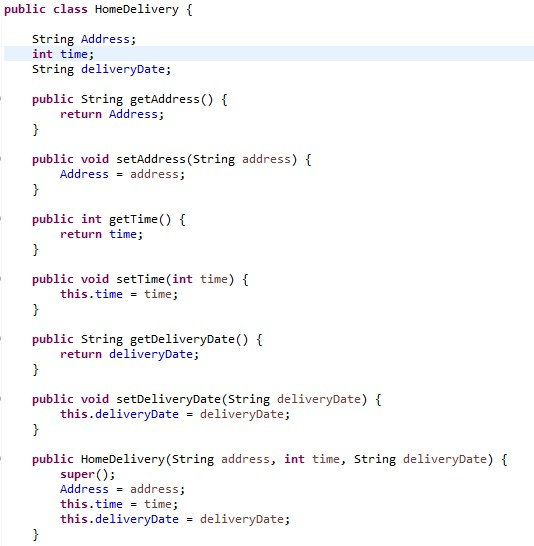 public class HomeDelivery {
String Address;
int time;
String deliveryDate;
public String getAddress() {
return Address;
}
public void setAddress(String address) {
Address = address;
}
public int getTime() {
return time;
}
public void setTime(int time) {
this.time = time;
}
public String getDeliveryDate() {
return deliveryDate;
}
public void setDeliveryDate(String deliveryDate) {
this.deliveryDate = deliveryDate;
}
public HomeDelivery(String address, int time, String deliveryDate) {
super();
Address = address;
this.time = time;
this.deliveryDate = deliveryDate;
}